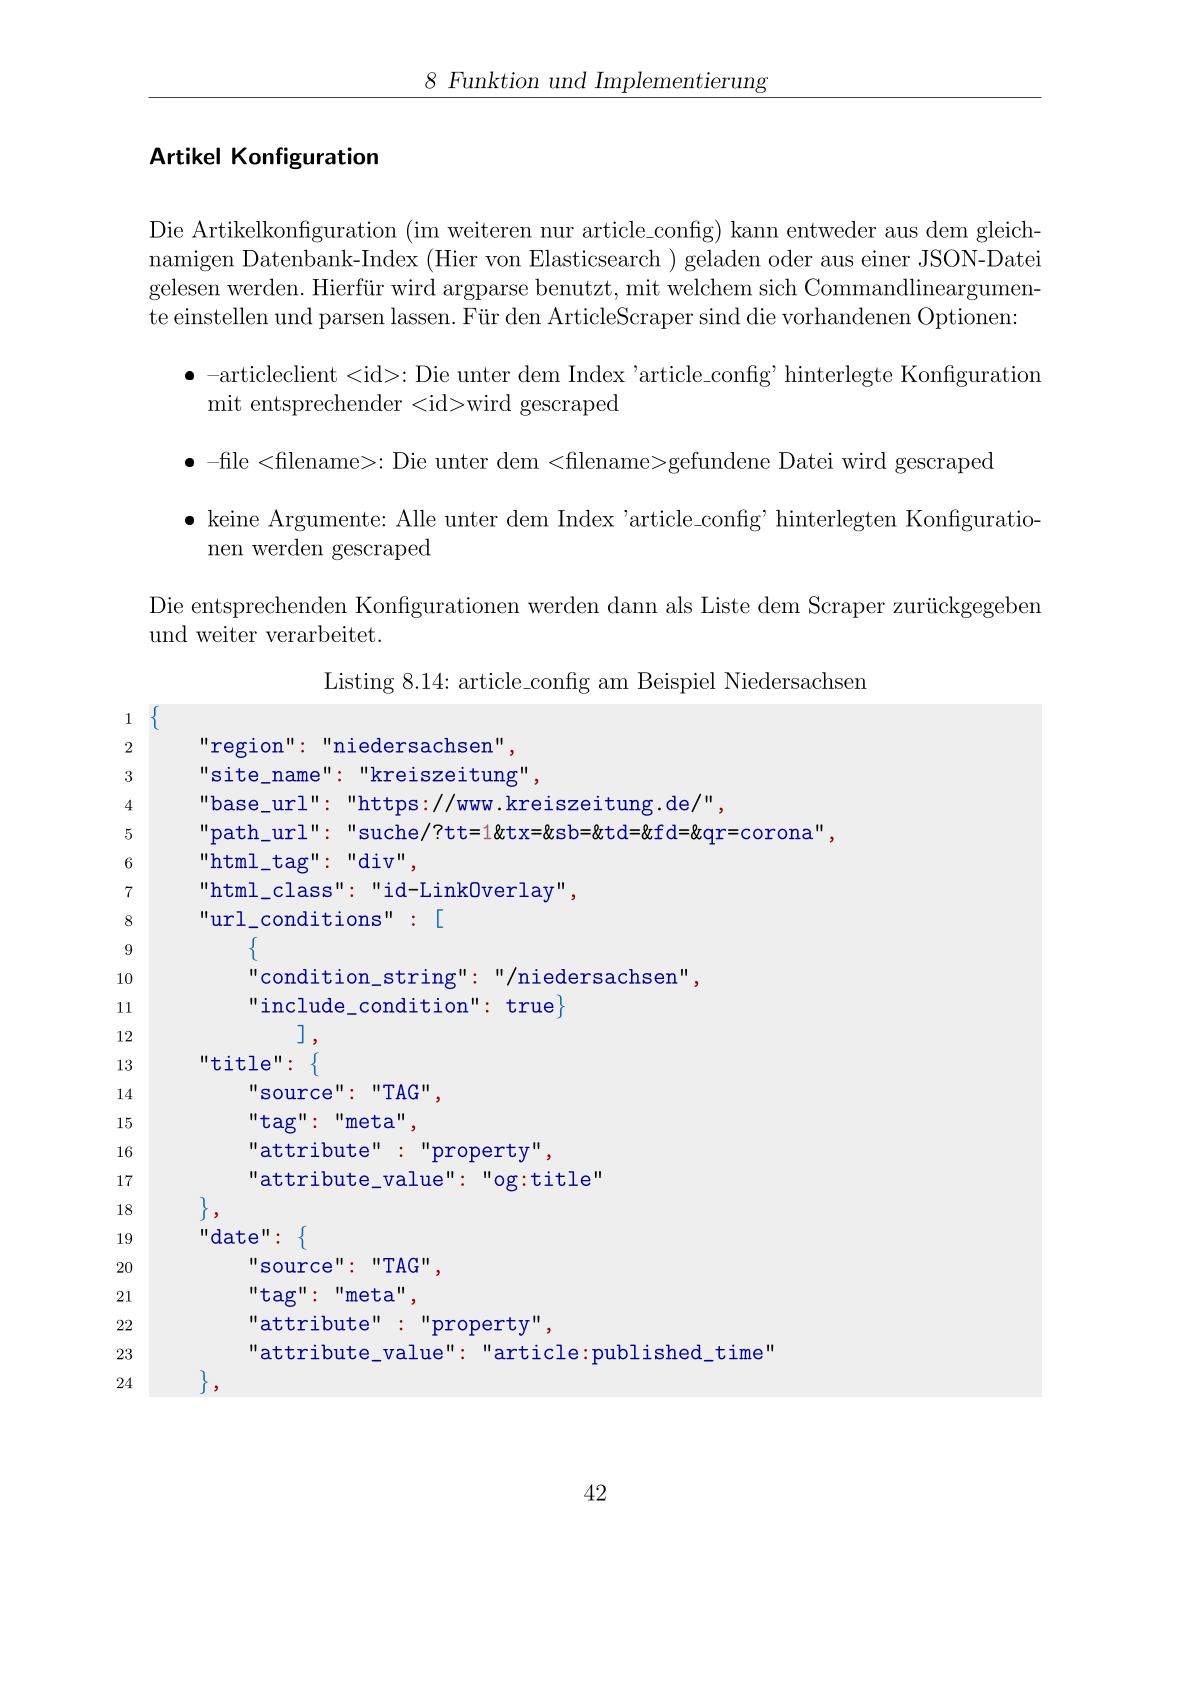 8 Funktion und Implementierung
Artikel Konfiguration
Die Artikelkonfiguration (im weiteren nur article_config) kann entweder aus dem gleich-
namigen Datenbank-Index (Hier von Elasticsearch ) geladen oder aus einer JSON-Datei
gelesen werden. Hierfür wird argparse benutzt, mit welchem sich Commandlineargumen-
te einstellen und parsen lassen. Für den ArticleScraper sind die vorhandenen Optionen:
• –articleclient <id>: Die unter dem Index ’article_config’ hinterlegte Konfiguration
mit entsprechender <id>wird gescraped
• –file <filename>: Die unter dem <filename>gefundene Datei wird gescraped
• keine Argumente: Alle unter dem Index ’article_config’ hinterlegten Konfiguratio-
nen werden gescraped
Die entsprechenden Konfigurationen werden dann als Liste dem Scraper zurückgegeben
und weiter verarbeitet.
Listing 8.14: article_config am Beispiel Niedersachsen
1 {
2 "region": "niedersachsen",
3 "site_name": "kreiszeitung",
4 "base_url": "https://www.kreiszeitung.de/",
5 "path_url": "suche/?tt=1&tx=&sb=&td=&fd=&qr=corona",
6 "html_tag": "div",
7 "html_class": "id-LinkOverlay",
8 "url_conditions" : [
9 {
10 "condition_string": "/niedersachsen",
11 "include_condition": true}
12 ],
13 "title": {
14 "source": "TAG",
15 "tag": "meta",
16 "attribute" : "property",
17 "attribute_value": "og:title"
18 },
19 "date": {
20 "source": "TAG",
21 "tag": "meta",
22 "attribute" : "property",
23 "attribute_value": "article:published_time"
24 },
42